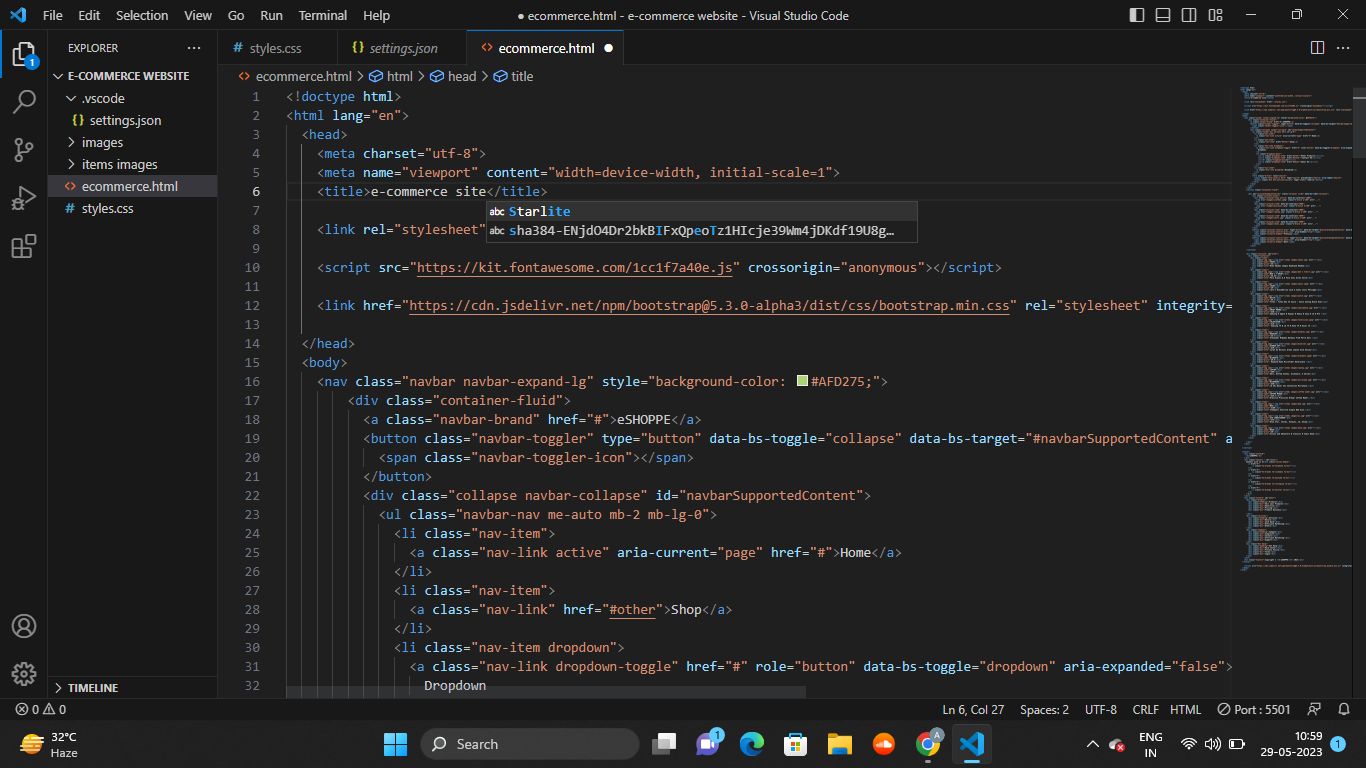 File Edit Selection View Go Run Terminal Help
● ecommerce.html - e-commerce website - Visual Studio Code
EXPLORER
E-COMMERCE WEBSITE
.vscode
{} settings.json
images
items images
<> ecommerce.html
# styles.css
TIMELINE
1
# styles.css
{} settings.json
<> ecommerce.html ●
<> ecommerce.html > html > head > title
1 <!doctype html>
2 <html lang="en">
3 <head>
4 <meta charset="utf-8">
5 <meta name="viewport" content="width=device-width, initial-scale=1">
6 <title>e-commerce site</title>
7
abc Starlite
8 <link rel="stylesheet"
abc sha384-ENjdO4Dr2bkBIFxQpeoTz1HIcje39Wm4jDKdf19U8g…
9
10 <script src="https://kit.fontawesome.com/1cc1f7a40e.js" crossorigin="anonymous"></script>
11
12 <link href="https://cdn.jsdelivr.net/npm/bootstrap@5.3.0-alpha3/dist/css/bootstrap.min.css" rel="stylesheet" integrity=
13
14 </head>
15 <body>
16 <nav class="navbar navbar-expand-lg" style="background-color: #AFD275;">
17 <div class="container-fluid">
18 <a class="navbar-brand" href="#">eSHOPPE</a>
19 <button class="navbar-toggler" type="button" data-bs-toggle="collapse" data-bs-target="#navbarSupportedContent" a
20 <span class="navbar-toggler-icon"></span>
21 </button>
22 <div class="collapse navbar-collapse" id="navbarSupportedContent">
23 <ul class="navbar-nav me-auto mb-2 mb-lg-0">
24 <li class="nav-item">
25 <a class="nav-link active" aria-current="page" href="#">Home</a>
26 </li>
27 <li class="nav-item">
28 <a class="nav-link" href="#other">Shop</a>
29 </li>
30 <li class="nav-item dropdown">
31 <a class="nav-link dropdown-toggle" href="#" role="button" data-bs-toggle="dropdown" aria-expanded="false">
32 Dropdown
0 0
Ln 6, Col 27 Spaces: 2 UTF-8 CRLF HTML Port : 5501
32°C
Haze
Search
1
A
ENG
IN
10:59
29-05-2023
1